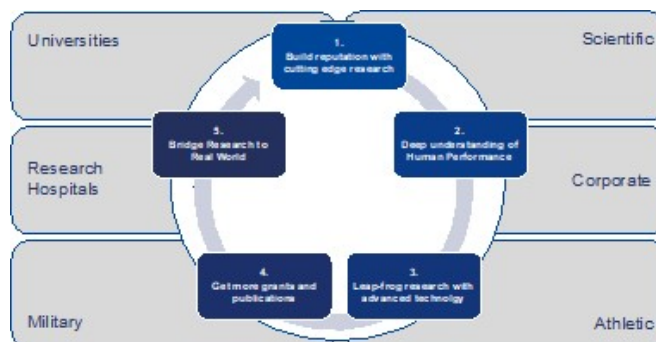 Universities
Scientific
1.
Build reputation with
cutting edge research
5.
Bridge Research to
Real World
2.
Deep understanding of
Human Performance
Research
Hospitals
Corporate
4.
Get more grants and
publications
3.
Leap-frog research with
advanced technolgy
Military
Athletic